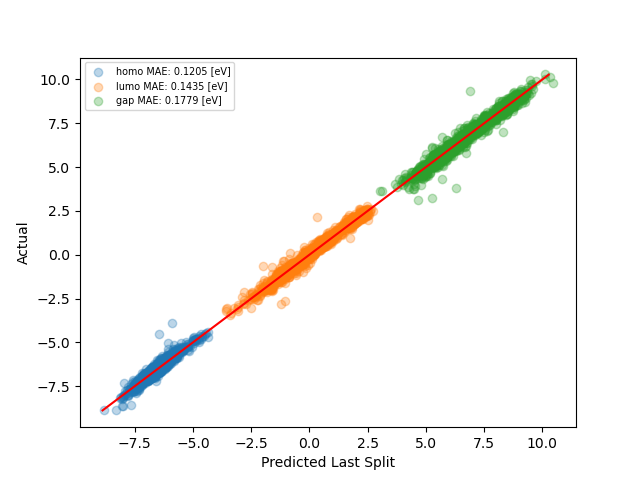 homo MAE: 0.1205 [eV]
lumo MAE: 0.1435 [eV]
gap MAE: 0.1779 [eV]
10.0
7.5
5.0
2.5
0.0
−2.5
−5.0
−7.5
Actual
−7.5 −5.0 −2.5 0.0 2.5 5.0 7.5 10.0
Predicted Last Split